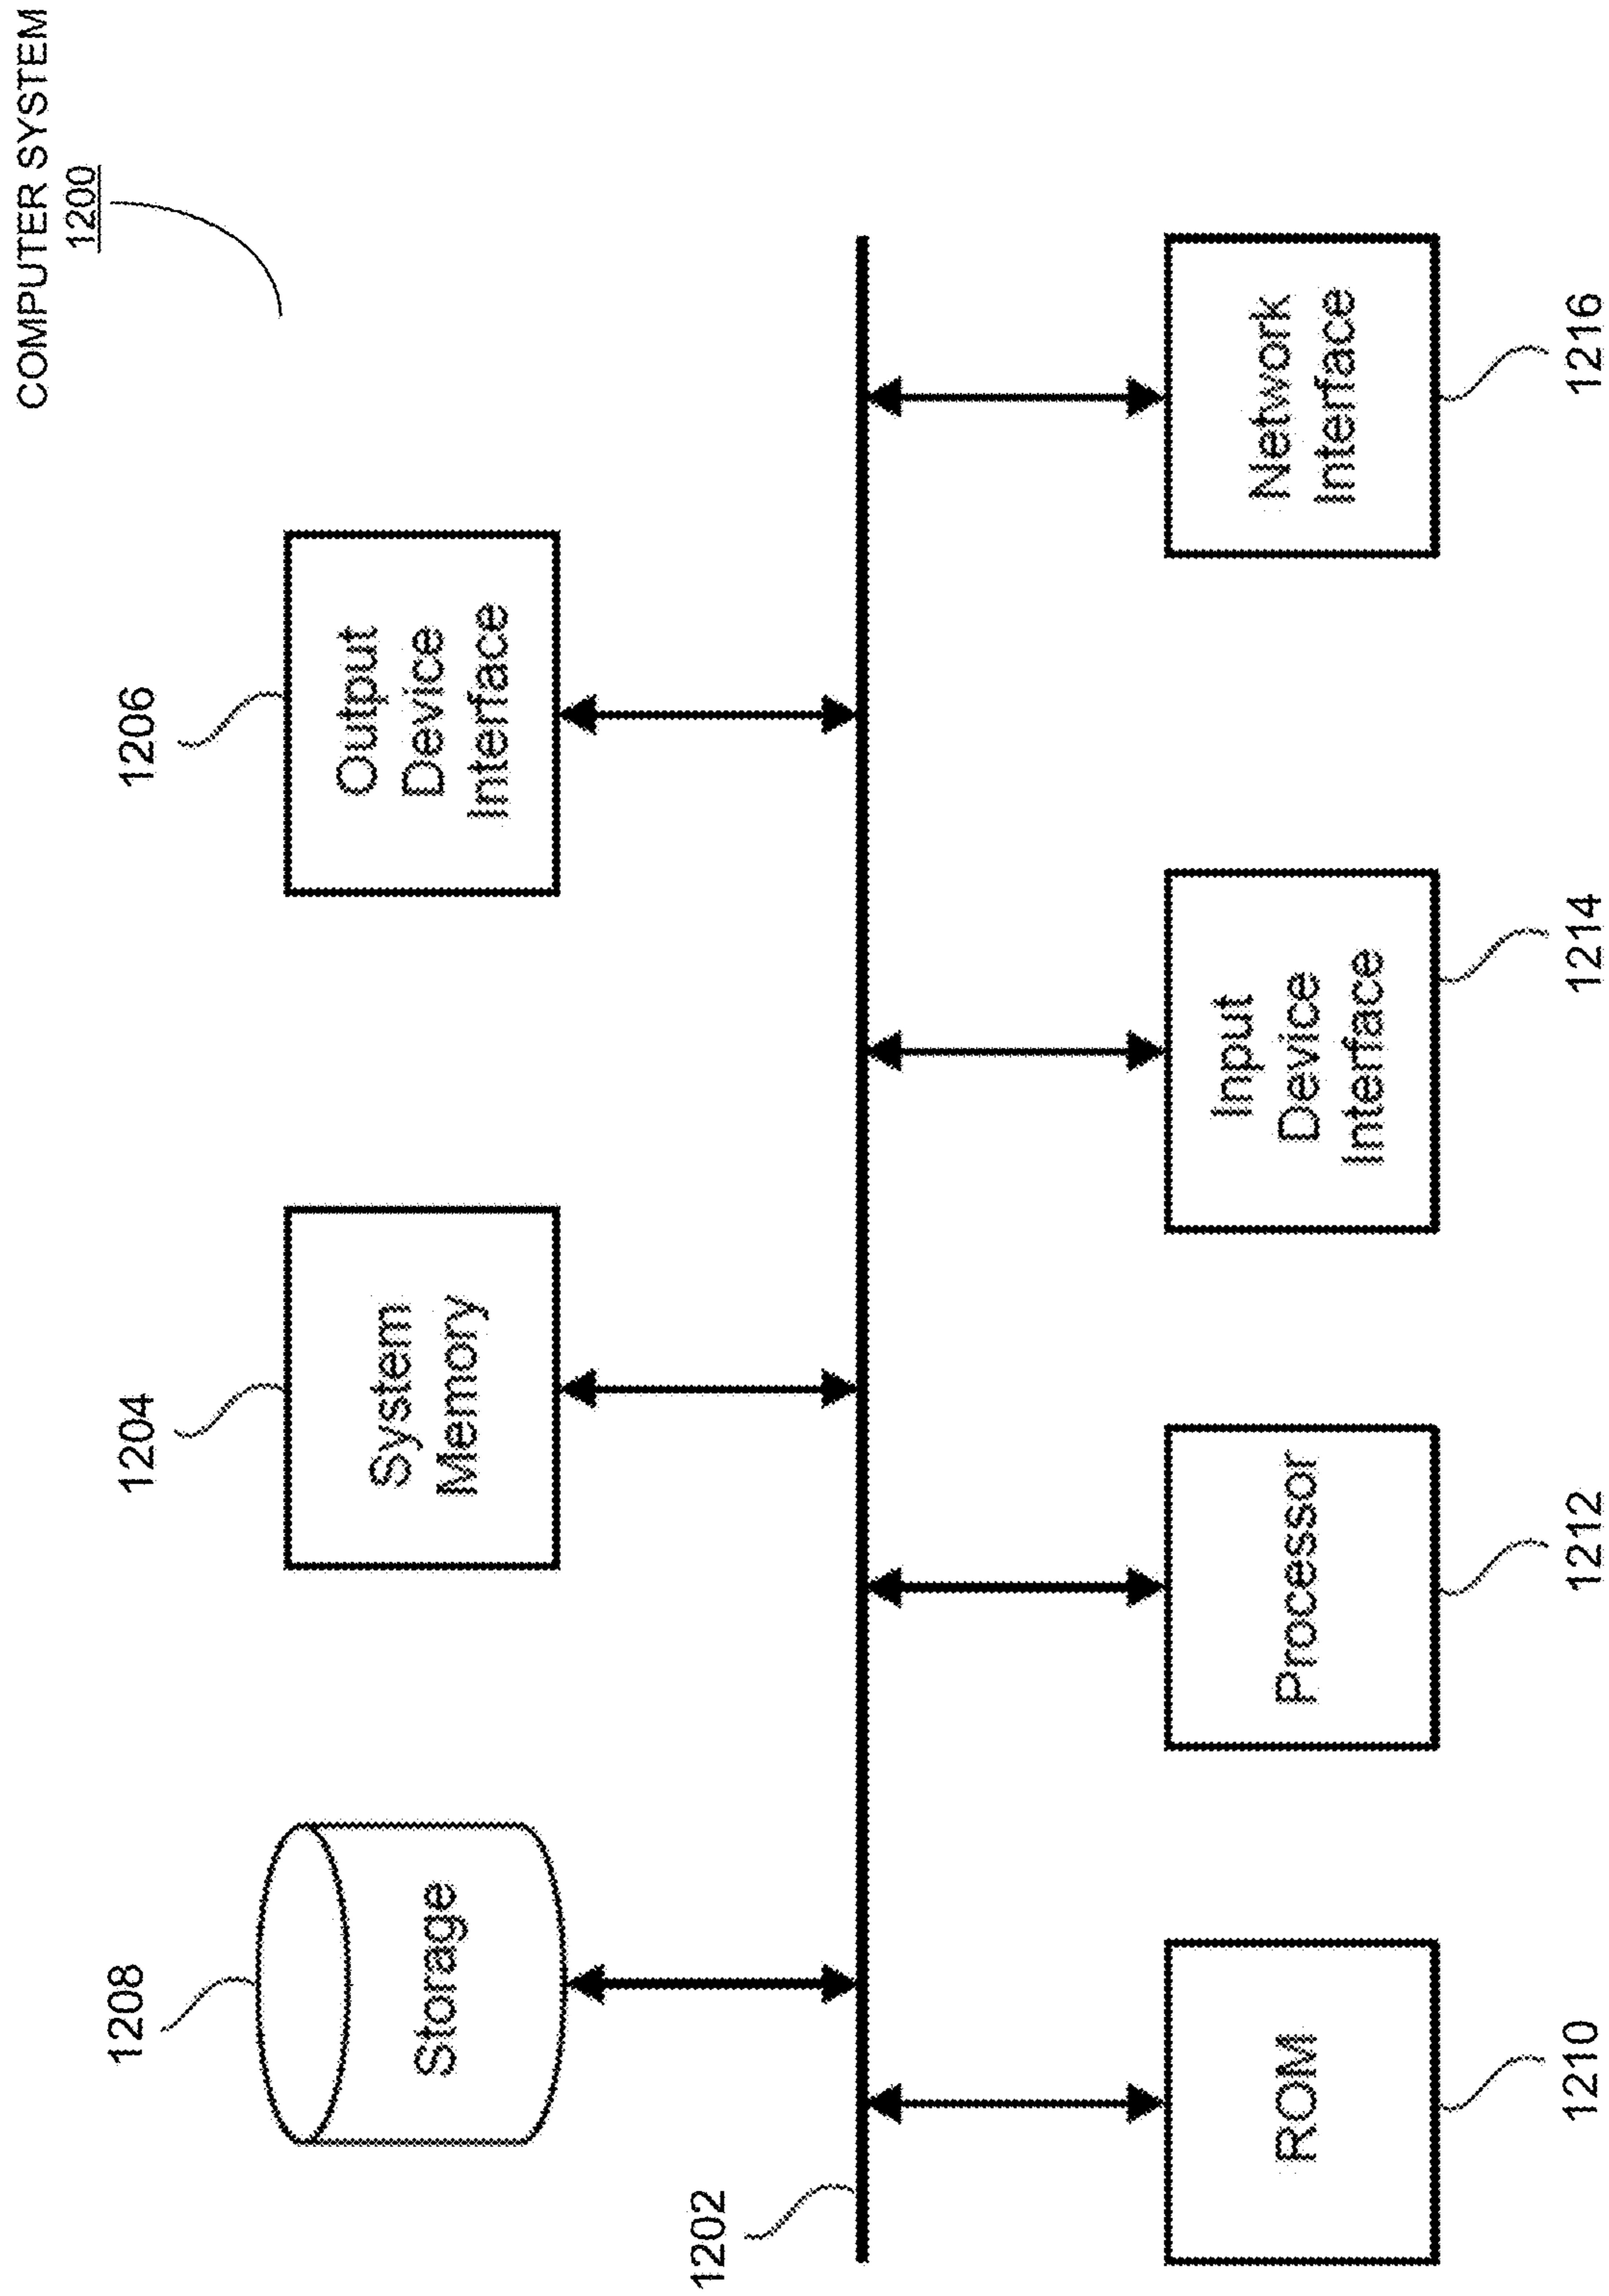 COMPUTER SYSTEM
1200
1208
1204
1206
Storage
System
Memory
Output
Device
Interface
1202
ROM
Processor
Input
Device
Interface
Network
Interface
1210
1212
1214
1216